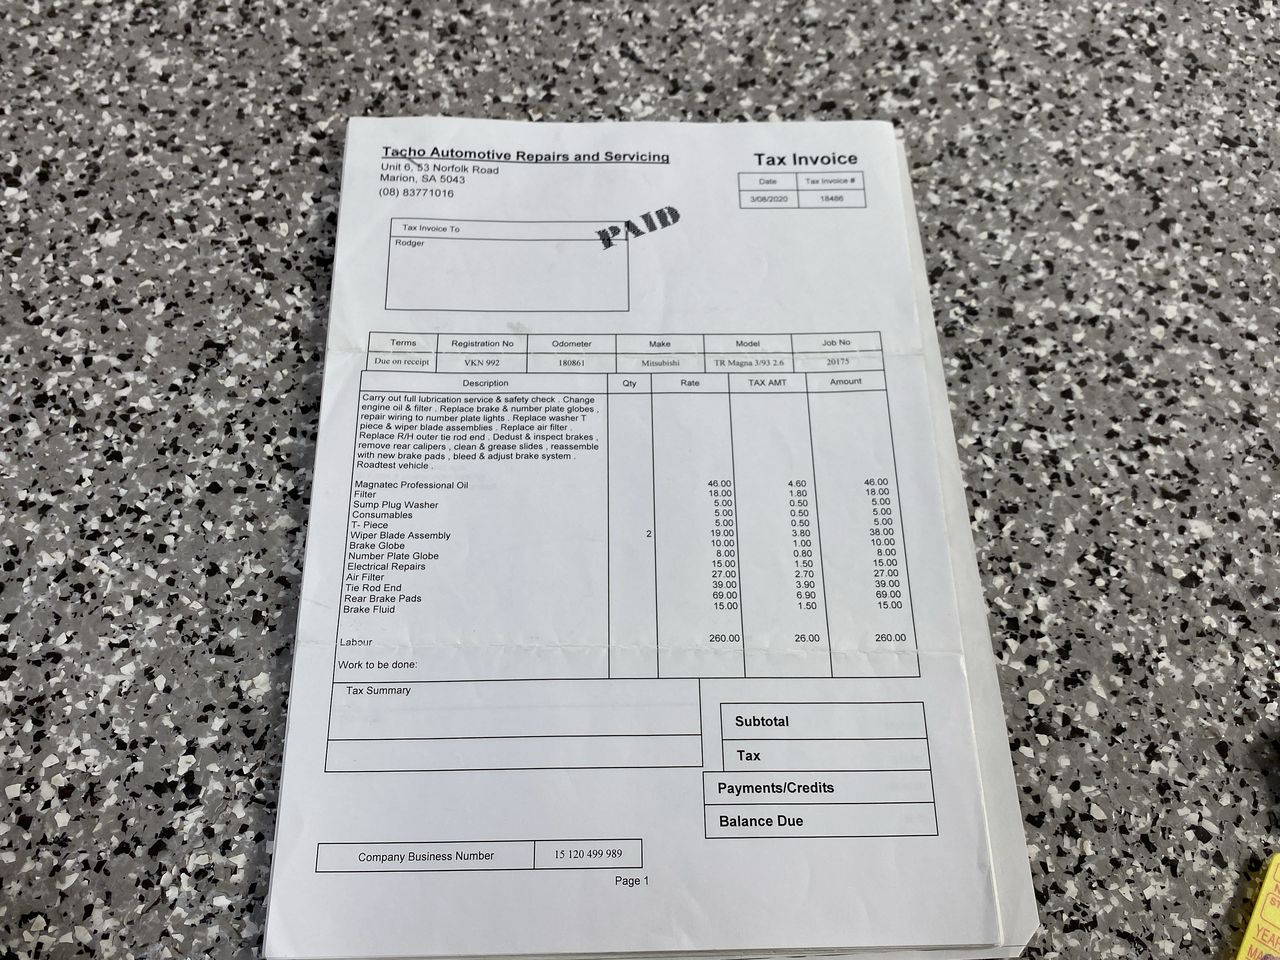 Tacho Automotive Repairs and Servicing
Unit 6, 53 Norfolk Road
Marion, SA 5043
(08) 83771016
Tax Invoice
Date Tax Invoice #
3/08/2020 18486
PAID
Tax Invoice To
Rodger
Terms Registration No Odometer Make Model Job No
Due on receipt VKN 992 180861 Mitsubishi TR Magna 3/93 2.6 20175
Description Qty Rate TAX AMT Amount
Carry out full lubrication service & safety check . Change
engine oil & filter . Replace brake & number plate globes ,
repair wiring to number plate lights . Replace washer T
piece & wiper blade assemblies . Replace air filter .
Replace R/H outer tie rod end . Dedust & inspect brakes ,
remove rear calipers , clean & grease slides , reassemble
with new brake pads , bleed & adjust brake system .
Roadtest vehicle .
Magnatec Professional Oil 46.00 4.60 46.00
Filter 18.00 1.80 18.00
Sump Plug Washer 5.00 0.50 5.00
Consumables 5.00 0.50 5.00
T- Piece 5.00 0.50 5.00
Wiper Blade Assembly 2 19.00 3.80 38.00
Brake Globe 10.00 1.00 10.00
Number Plate Globe 8.00 0.80 8.00
Electrical Repairs 15.00 1.50 15.00
Air Filter 27.00 2.70 27.00
Tie Rod End 39.00 3.90 39.00
Rear Brake Pads 69.00 6.90 69.00
Brake Fluid 15.00 1.50 15.00
Labour 260.00 26.00 260.00
Work to be done:
Tax Summary
Subtotal
Tax
Payments/Credits
Balance Due
Company Business Number 15 120 499 989
Page 1